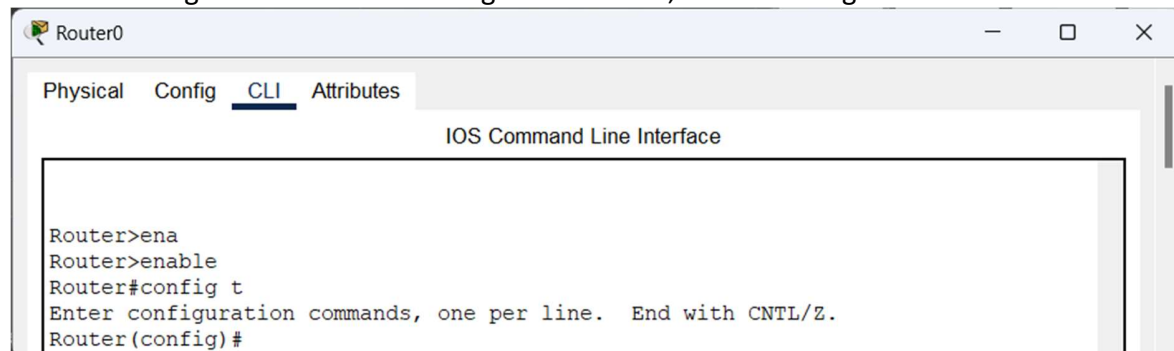 Router0
Physical Config CLI Attributes
IOS Command Line Interface
Router>ena
Router>enable
Router#config t
Enter configuration commands, one per line.  End with CNTL/Z.
Router(config)#